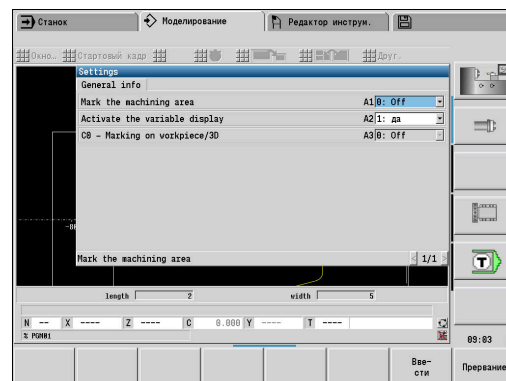 Станок Моделирование Редактор инструм.
Окно... Стартовый кадр Друг.
Settings
General info
Mark the machining area A1 0: Off
Activate the variable display A2 1: да
C0 - Marking on workpiece/3D A3 0: Off
Mark the machining area 1/1
length 2 width 5
N -- X ---- Z ---- C 0.000 Y ---- T ----
% PGM01
09:03
Вве-
сти Прервание